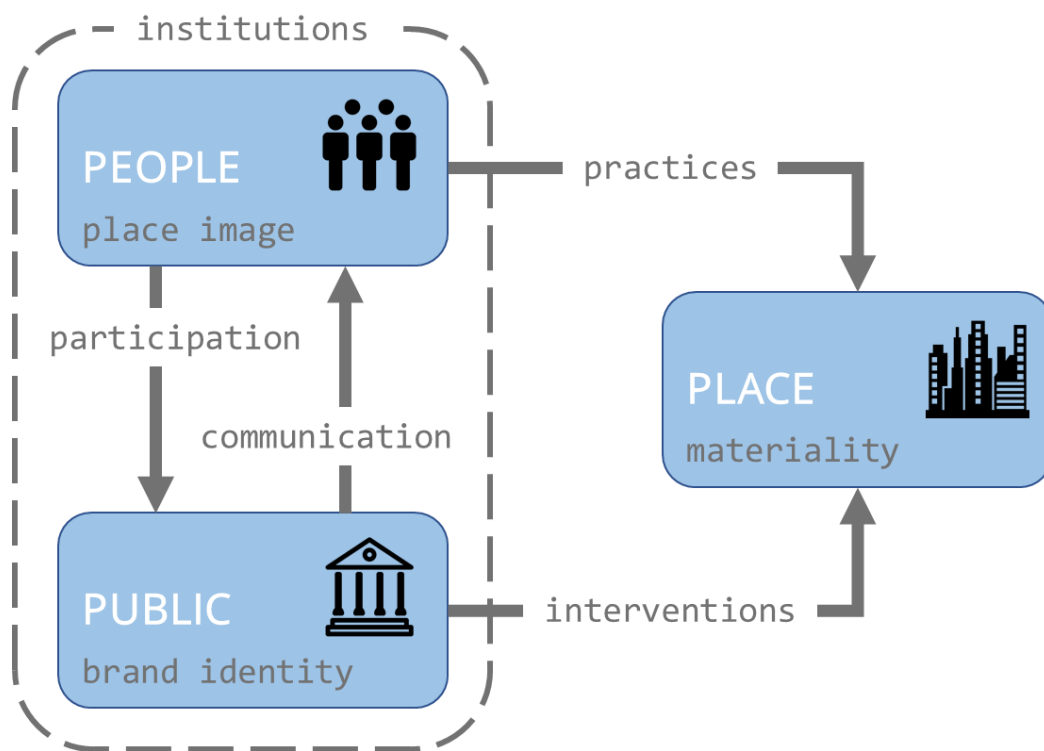 institutions
PEOPLE
place image
practices
participation
communication
PLACE
materiality
PUBLIC
brand identity
interventions